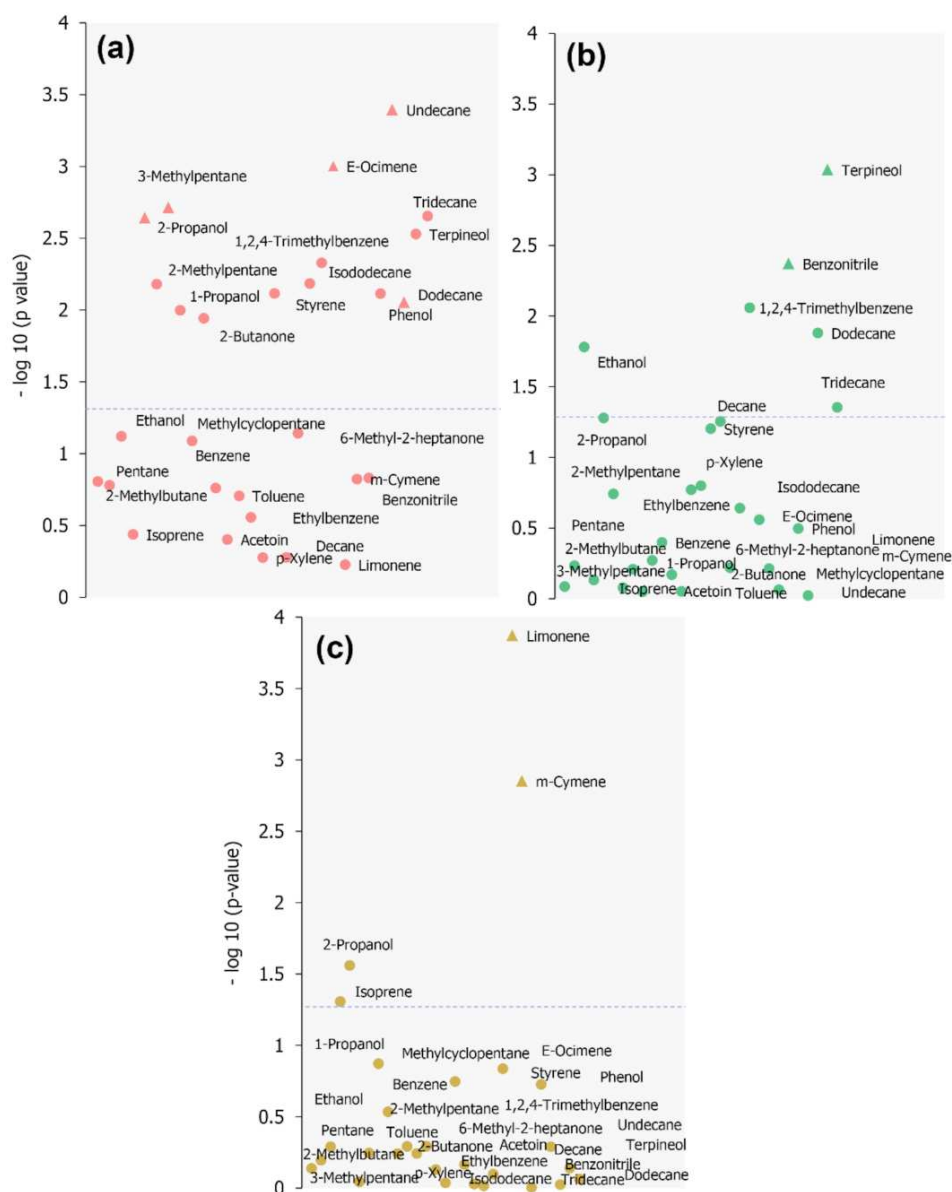 (a)
- log 10 (p value)
4
3.5
3
2.5
2
1.5
1
0.5
0
Undecane
E-Ocimene
3-Methylpentane
2-Propanol
Tridecane
Terpineol
1,2,4-Trimethylbenzene
2-Methylpentane
Isododecane
1-Propanol
Styrene
Dodecane
Phenol
2-Butanone
Ethanol
Methylcyclopentane
6-Methyl-2-heptanone
Benzene
Pentane
2-Methylbutane
Toluene
m-Cymene
Benzonitrile
Ethylbenzene
Isoprene
Acetoin
Decane
p-Xylene
Limonene
(b)
4
3.5
3
2.5
2
1.5
1
0.5
0
Terpineol
Benzonitrile
1,2,4-Trimethylbenzene
Dodecane
Ethanol
Tridecane
Decane
Styrene
2-Propanol
p-Xylene
2-Methylpentane
Ethylbenzene
Isododecane
E-Ocimene
Phenol
Pentane
Limonene
Benzene
2-Methylbutane
6-Methyl-2-heptanone
m-Cymene
1-Propanol
3-Methylpentane
2-Butanone
Methylcyclopentane
Isoprene
Acetoin
Toluene
Undecane
(c)
- log 10 (p-value)
4
3.5
3
2.5
2
1.5
1
0.5
0
Limonene
m-Cymene
2-Propanol
Isoprene
1-Propanol
Methylcyclopentane
E-Ocimene
Benzene
Styrene
Phenol
Ethanol
2-Methylpentane
1,2,4-Trimethylbenzene
Pentane
Toluene
6-Methyl-2-heptanone
Undecane
2-Methylbutane
2-Butanone
Acetoin
Decane
Terpineol
Ethylbenzene
Benzonitrile
3-Methylpentane
p-Xylene
Isododecane
Tridecane
Dodecane